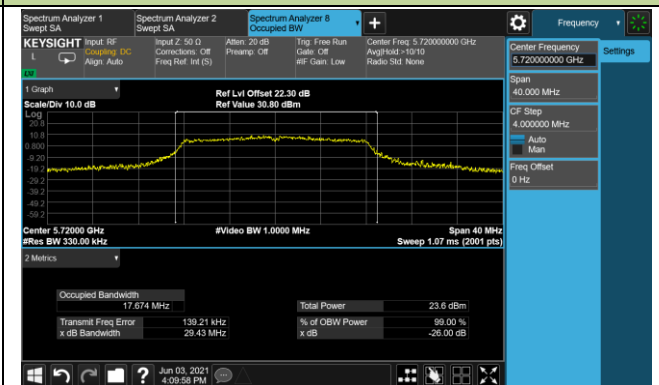 Spectrum Analyzer 1
Swept SA
Spectrum Analyzer 2
Swept SA
Spectrum Analyzer 8
Occupied BW
Frequency
KEYSIGHT
L
LXI
Input: RF
Coupling: DC
Align: Auto
Input Z: 50 Ω
Corrections: Off
Freq Ref: Int (S)
Atten: 20 dB
Preamp: Off
Trig: Free Run
Gate: Off
#IF Gain: Low
Center Freq: 5.720000000 GHz
Avg|Hold:>10/10
Radio Std: None
Center Frequency
5.720000000 GHz
Settings
Span
40.000 MHz
CF Step
4.000000 MHz
Auto
Man
Freq Offset
0 Hz
1 Graph
Scale/Div 10.0 dB
Ref Lvl Offset 22.30 dB
Ref Value 30.80 dBm
Log
20.8
10.8
0.800
-9.20
-19.2
-29.2
-39.2
-49.2
-59.2
Center 5.72000 GHz
#Res BW 330.00 kHz
#Video BW 1.0000 MHz
Span 40 MHz
Sweep 1.07 ms (2001 pts)
2 Metrics
Occupied Bandwidth
17.674 MHz
Total Power 23.6 dBm
Transmit Freq Error 139.21 kHz
% of OBW Power 99.00 %
x dB Bandwidth 29.43 MHz
x dB -26.00 dB
?
Jun 03, 2021
4:09:58 PM